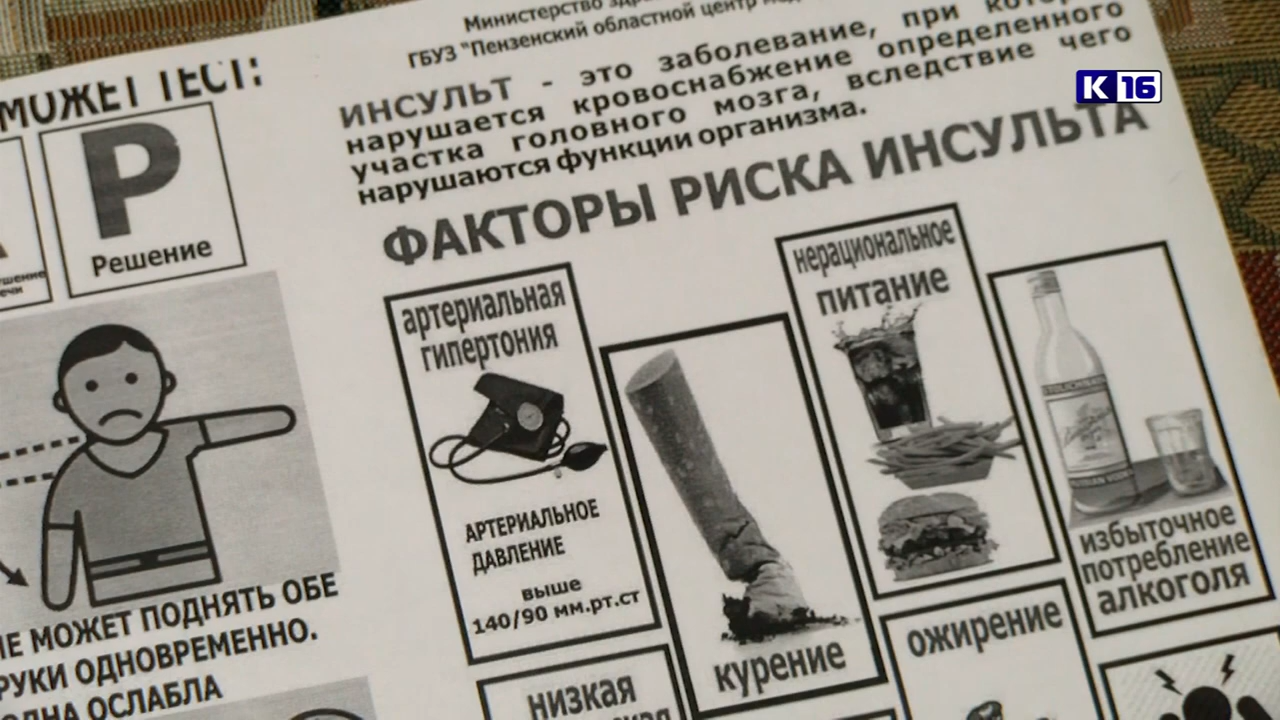 Министерство
ГБУЗ "Пензенский областной центр
К 16
МОЖЕТ ТЕСТ:
Р
Решение
ИНСУЛЬТ - это заболевание, при
нарушается кровоснабжение определенного
участка головного мозга, вследствие чего
нарушаются функции организма.
ФАКТОРЫ РИСКА ИНСУЛЬТА
артериальная
гипертония
АРТЕРИАЛЬНОЕ
ДАВЛЕНИЕ
выше
140/90 мм.рт.ст
курение
нерациональное
питание
избыточное
потребление
алкоголя
НЕ МОЖЕТ ПОДНЯТЬ ОБЕ
РУКИ ОДНОВРЕМЕННО.
ОДНА ОСЛАБЛА
низкая
ожирение